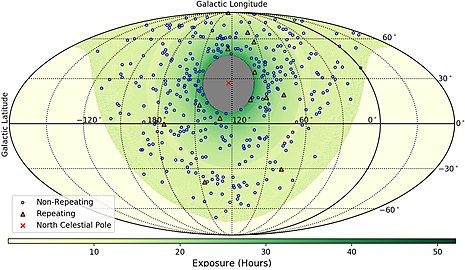 Galactic Longitude
60°
30°
−120° −180° 120° 60° 0° 0°
Galactic Latitude
−30°
−60°
Non-Repeating
Repeating
North Celestial Pole
10 20 30 40 50
Exposure (Hours)